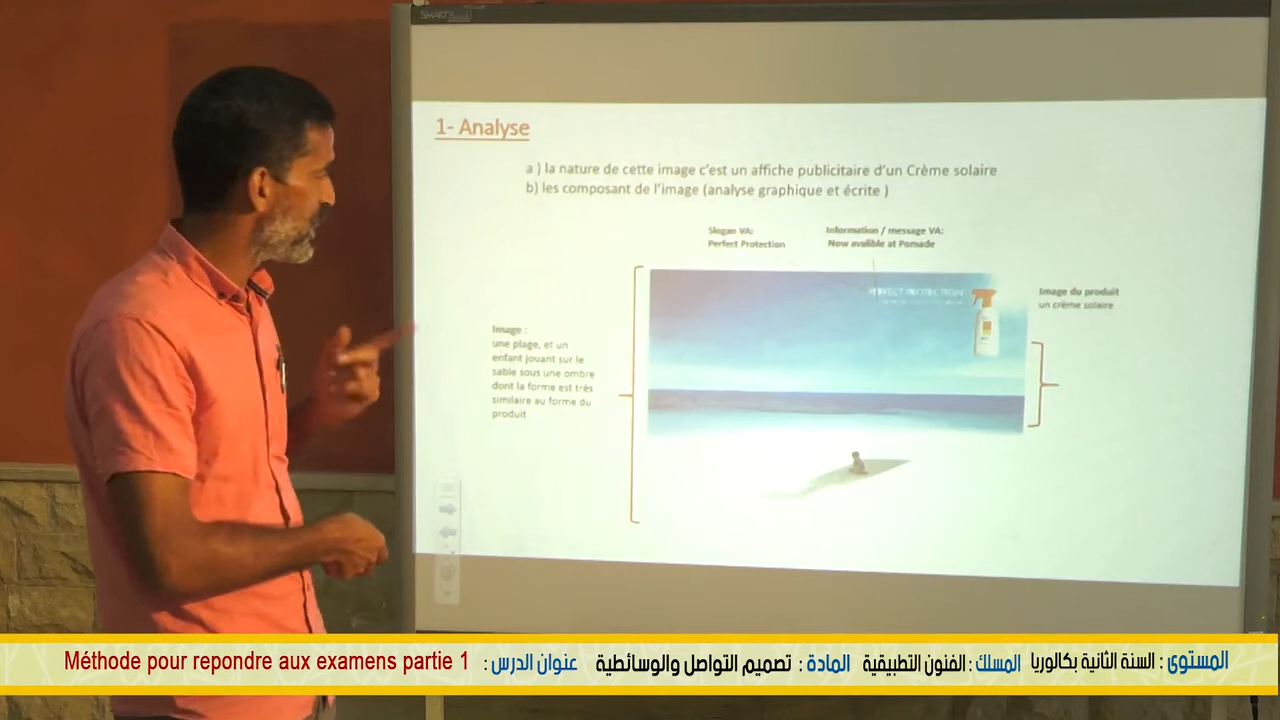 SMART
1- Analyse
a ) la nature de cette image c'est un affiche publicitaire d'un Crème solaire
b) les composant de l'image (analyse graphique et écrite )
Slogan VA:
Perfect Protection
Information / message VA:
Now avalible at Pomade
PERFECT PROTECTION
Image du produit
un crème solaire
Image :
une plage, et un
enfant jouant sur le
sable sous une ombre
dont la forme est très
similaire au forme du
produit
المستوى : السنة الثانية بكالوريا المسلك : الفنون التطبيقية المادة : تصميم التواصل والوسائطية عنوان الدرس : Méthode pour repondre aux examens partie 1